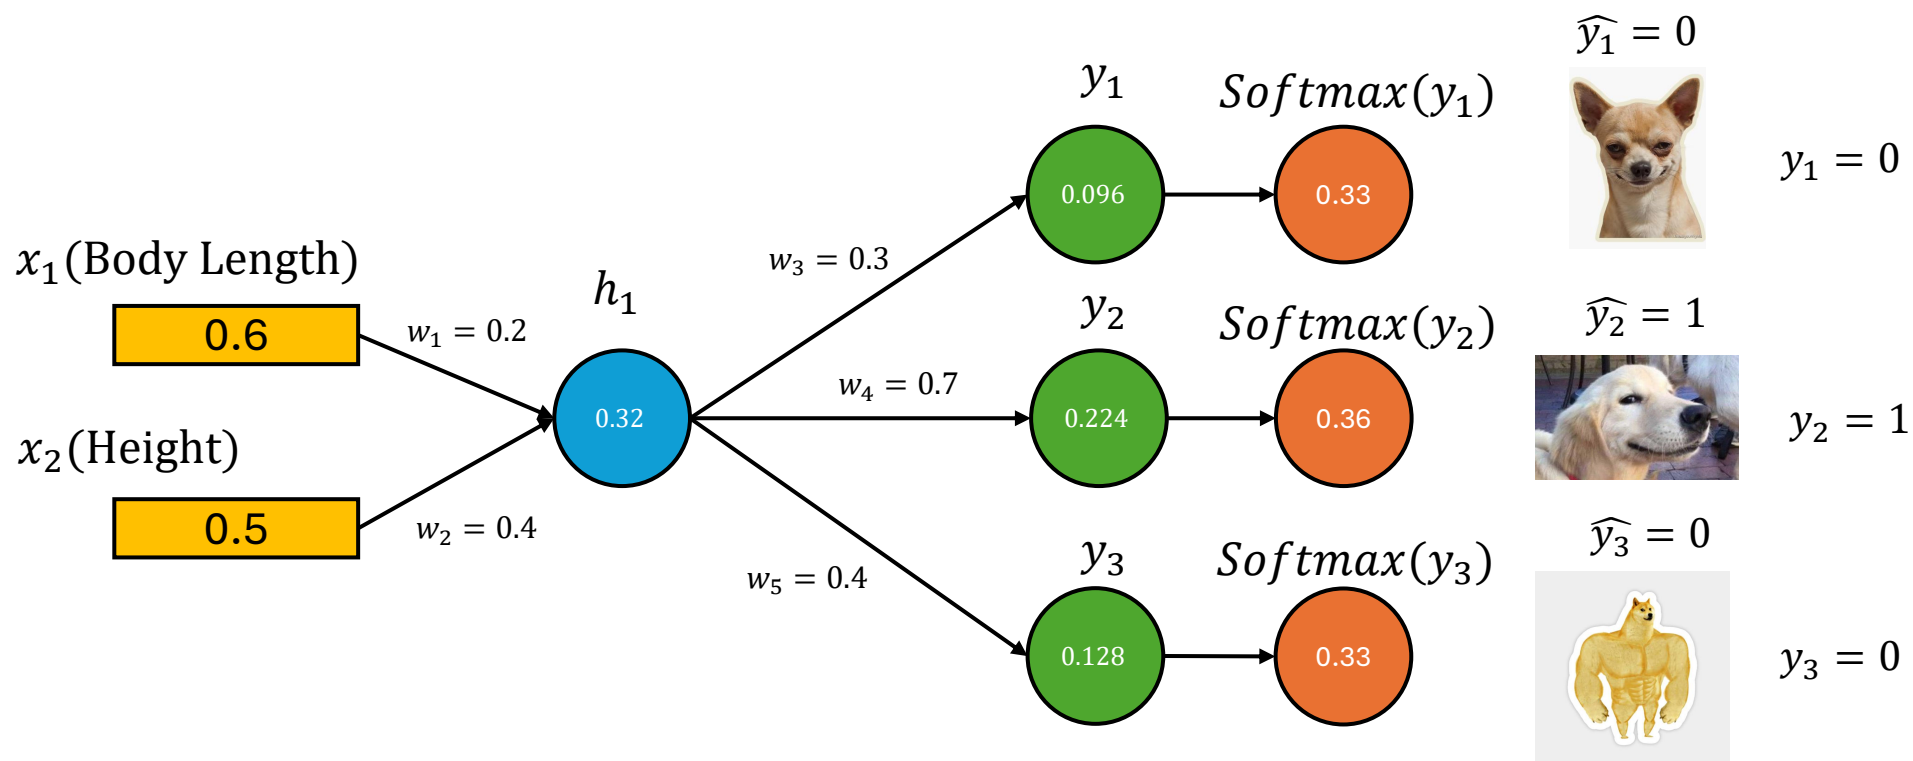 x₁(Body Length)
0.6
x₂(Height)
0.5
w₁ = 0.2
w₂ = 0.4
h₁
0.32
w₃ = 0.3
w₄ = 0.7
w₅ = 0.4
y₁
0.096
Softmax(y₁)
0.33
ŷ₁ = 0
y₁ = 0
y₂
0.224
Softmax(y₂)
0.36
ŷ₂ = 1
y₂ = 1
y₃
0.128
Softmax(y₃)
0.33
ŷ₃ = 0
y₃ = 0